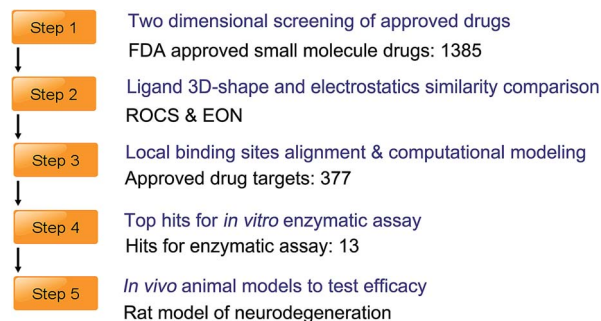 Step 1
Two dimensional screening of approved drugs
FDA approved small molecule drugs: 1385
Step 2
Ligand 3D-shape and electrostatics similarity comparison
ROCS & EON
Step 3
Local binding sites alignment & computational modeling
Approved drug targets: 377
Step 4
Top hits for in vitro enzymatic assay
Hits for enzymatic assay: 13
Step 5
In vivo animal models to test efficacy
Rat model of neurodegeneration